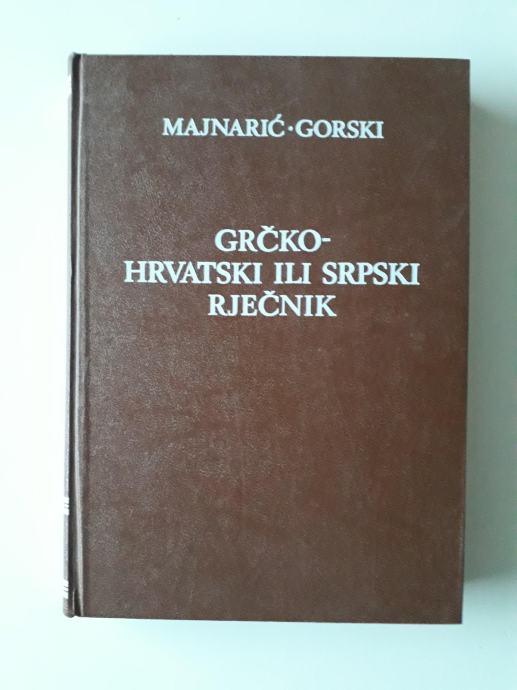 MAJNARIĆ·GORSKI
GRČKO-
HRVATSKI ILI SRPSKI
RJEČNIK